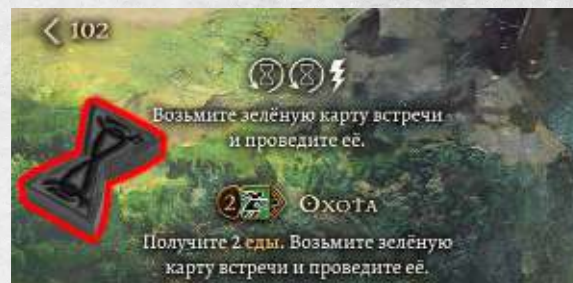 < 102
Возьмите зелёную карту встречи
и проведите её.
2 Охота
Получите 2 еды. Возьмите зелёную
карту встречи и проведите её.